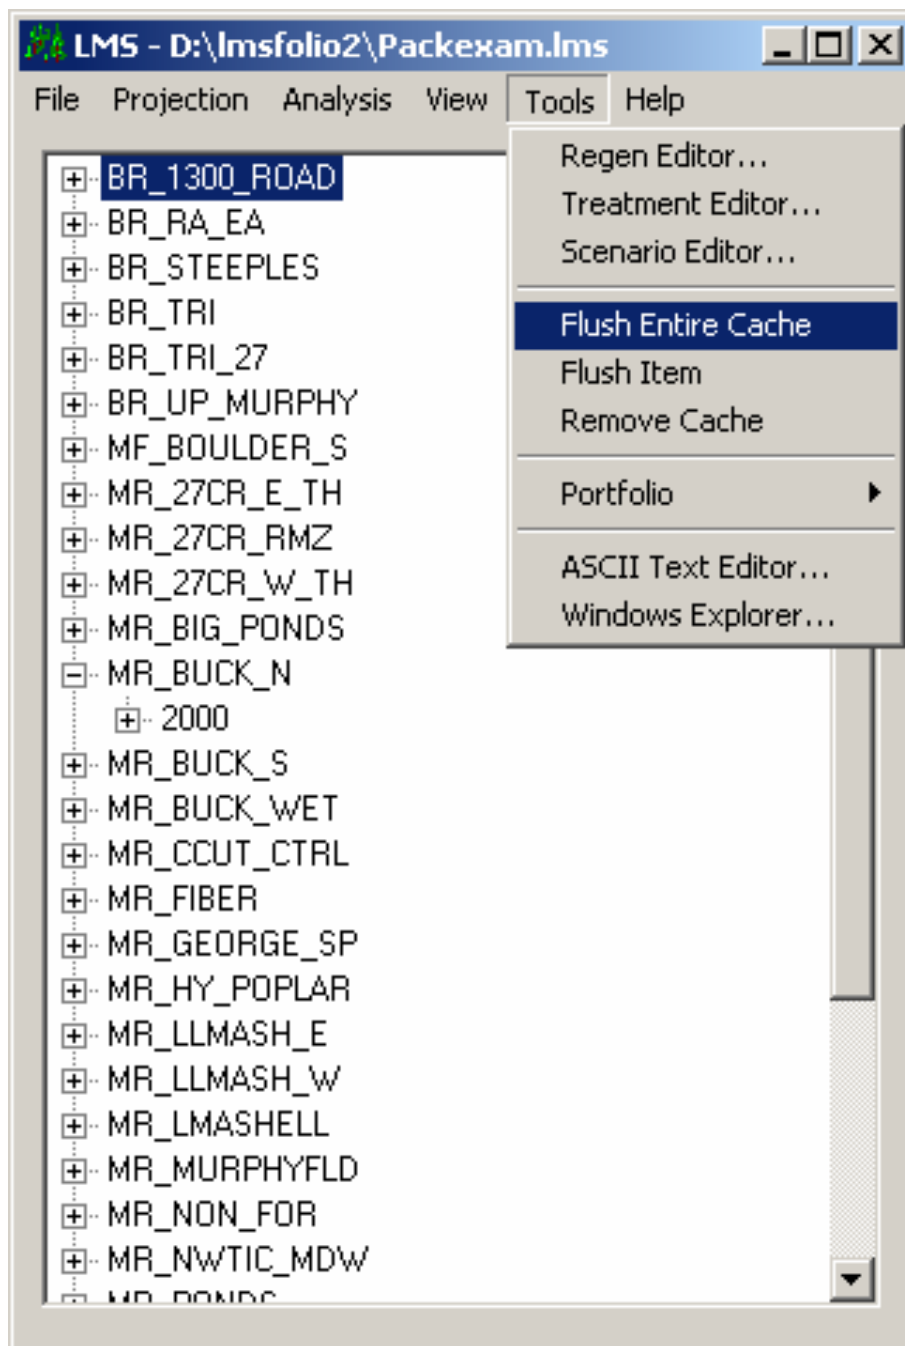 LMS - D:\lmsfolio2\Packexam.lms
File Projection Analysis View Tools Help
Regen Editor...
Treatment Editor...
Scenario Editor...
Flush Entire Cache
Flush Item
Remove Cache
Portfolio
ASCII Text Editor...
Windows Explorer...
BR_1300_ROAD
BR_RA_EA
BR_STEEPLES
BR_TRI
BR_TRI_27
BR_UP_MURPHY
MF_BOULDER_S
MR_27CR_E_TH
MR_27CR_RMZ
MR_27CR_W_TH
MR_BIG_PONDS
MR_BUCK_N
2000
MR_BUCK_S
MR_BUCK_WET
MR_CCUT_CTRL
MR_FIBER
MR_GEORGE_SP
MR_HY_POPLAR
MR_LLMASH_E
MR_LLMASH_W
MR_LMASHELL
MR_MURPHYFLD
MR_NON_FOR
MR_NWTIC_MDW
MR_PONDS